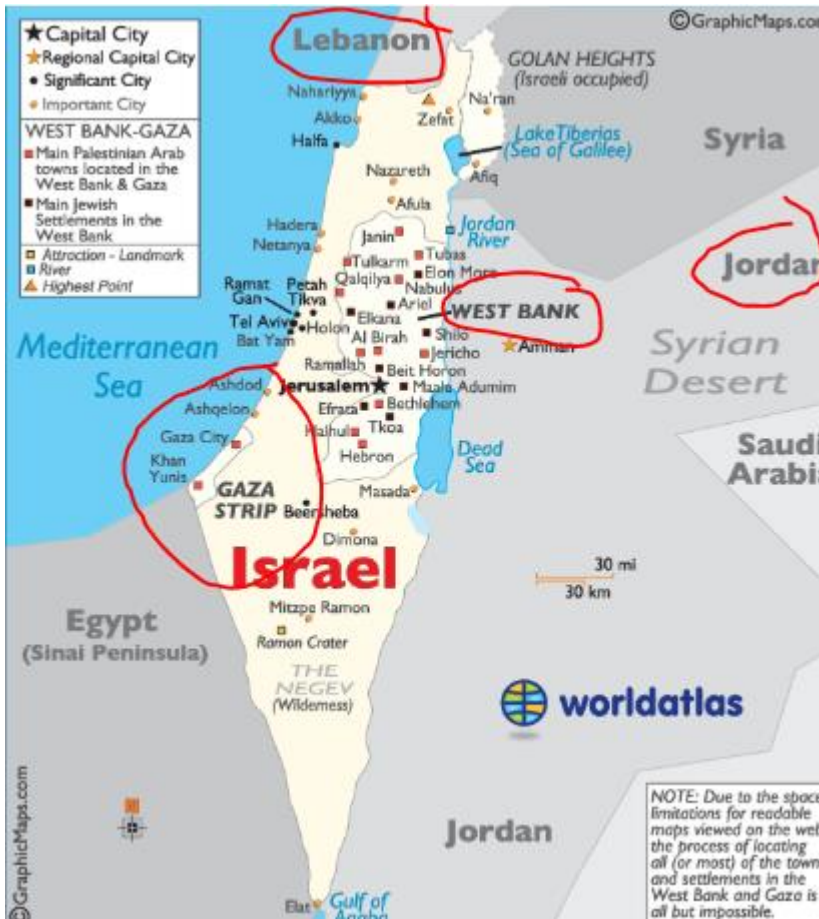 ©GraphicMaps.com
Capital City
Regional Capital City
Significant City
Important City
WEST BANK-GAZA
Main Palestinian Arab
towns located in the
West Bank & Gaza
Main Jewish
Settlements in the
West Bank
Attraction - Landmark
River
Highest Point
Lebanon
GOLAN HEIGHTS
(Israeli occupied)
Nahariyya
Na'ran
Akko
Zefat
Haifa
Lake Tiberias
(Sea of Galilee)
Syria
Nazareth
Afiq
Afula
Hadera
Jordan
River
Netanya
Janin
Jordan
Tulkarm
Tubas
Elon More
Qalqilya
Nabulus
Ramat
Gan
Petah
Tikva
Ariel
WEST BANK
Elkana
Tel Aviv
Holon
Shilo
Bat Yam
Al Birah
Mediterranean
Sea
Amman
Syrian
Desert
Ramallah
Jericho
Beit Horon
Jerusalem
Maale Adumim
Ashdod
Ashqelon
Efrata
Bethlehem
Tkoa
Halhul
Gaza City
Hebron
Dead
Sea
Saudi
Arabia
Khan
Yunis
GAZA
STRIP
Masada
Beersheba
Dimona
Israel
30 mi
30 km
Egypt
(Sinai Peninsula)
Mitzpe Ramon
Ramon Crater
THE
NEGEV
(Wilderness)
worldatlas
Jordan
NOTE: Due to the space
limitations for readable
maps viewed on the web
the process of locating
all (or most) of the town
and settlements in the
West Bank and Gaza is
all but impossible.
©GraphicMaps.com
Elat
Gulf of
Aqaba